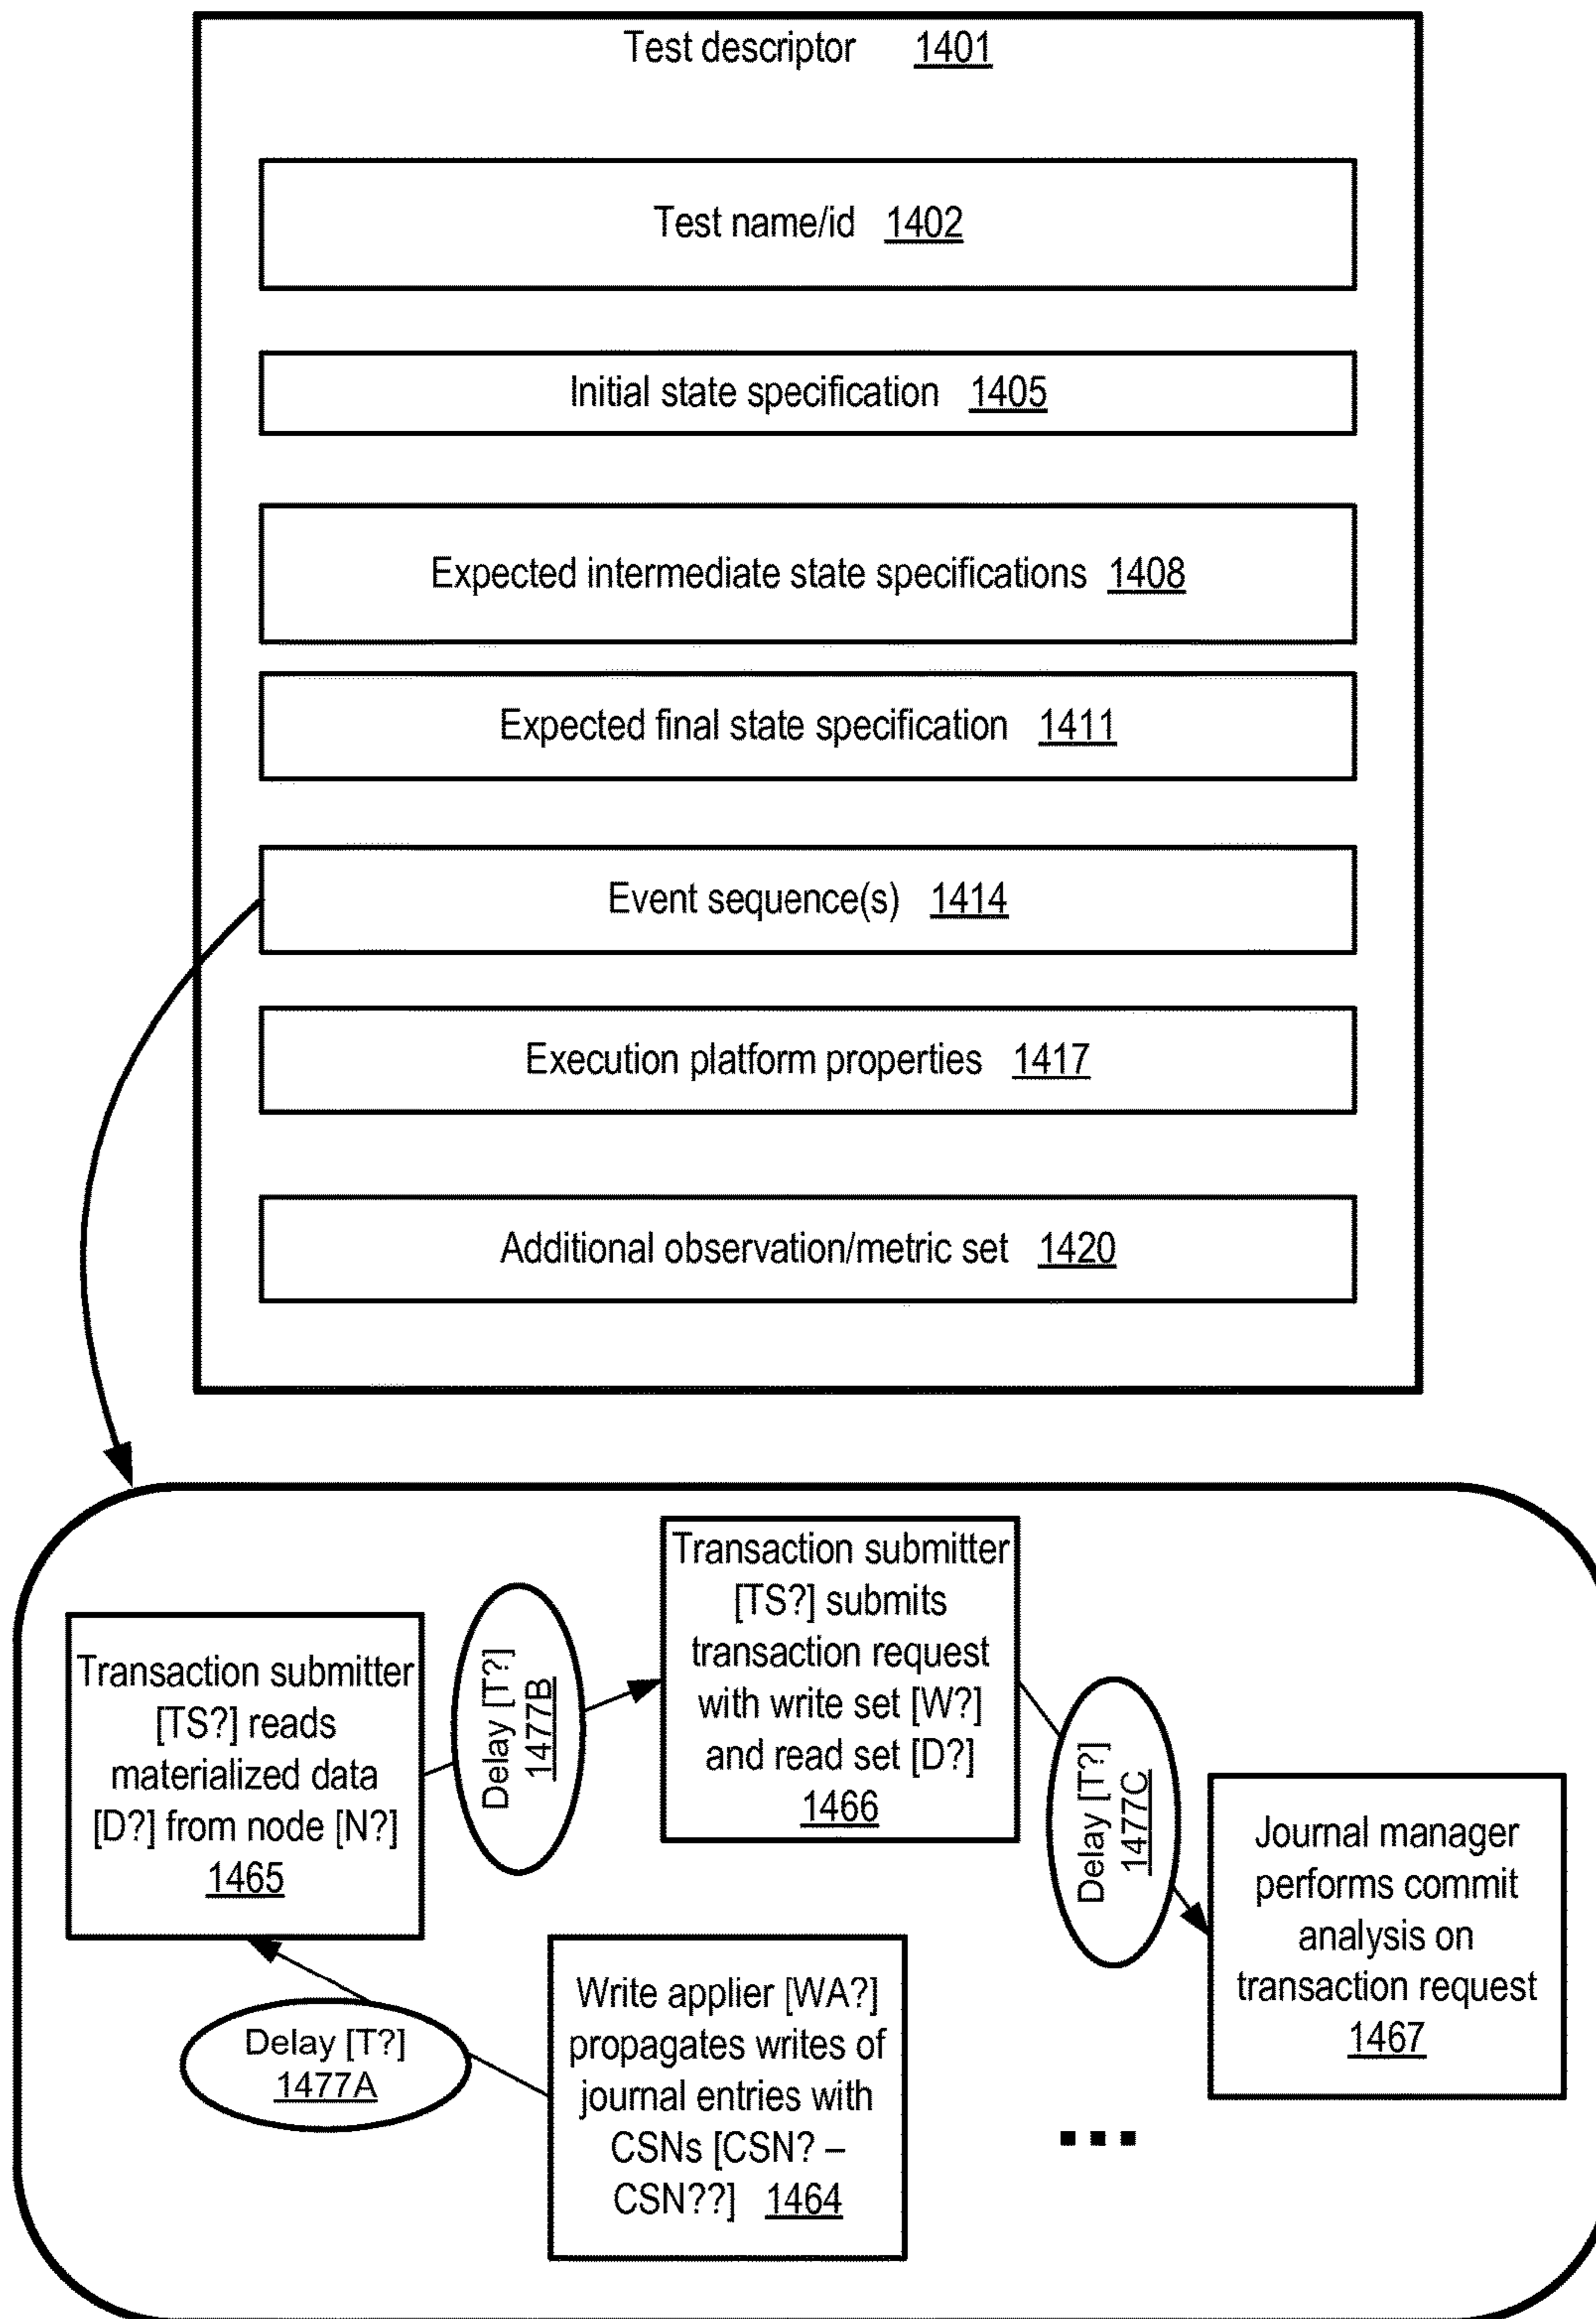 Test descriptor 1401
Test name/id 1402
Initial state specification 1405
Expected intermediate state specifications 1408
Expected final state specification 1411
Event sequence(s) 1414
Execution platform properties 1417
Additional observation/metric set 1420
Transaction submitter
[TS?] reads
materialized data
[D?] from node [N?]
1465
Delay [T?]
1477B
Transaction submitter
[TS?] submits
transaction request
with write set [W?]
and read set [D?]
1466
Delay [T?]
1477C
Journal manager
performs commit
analysis on
transaction request
1467
Delay [T?]
1477A
Write applier [WA?]
propagates writes of
journal entries with
CSNs [CSN? –
CSN??] 1464